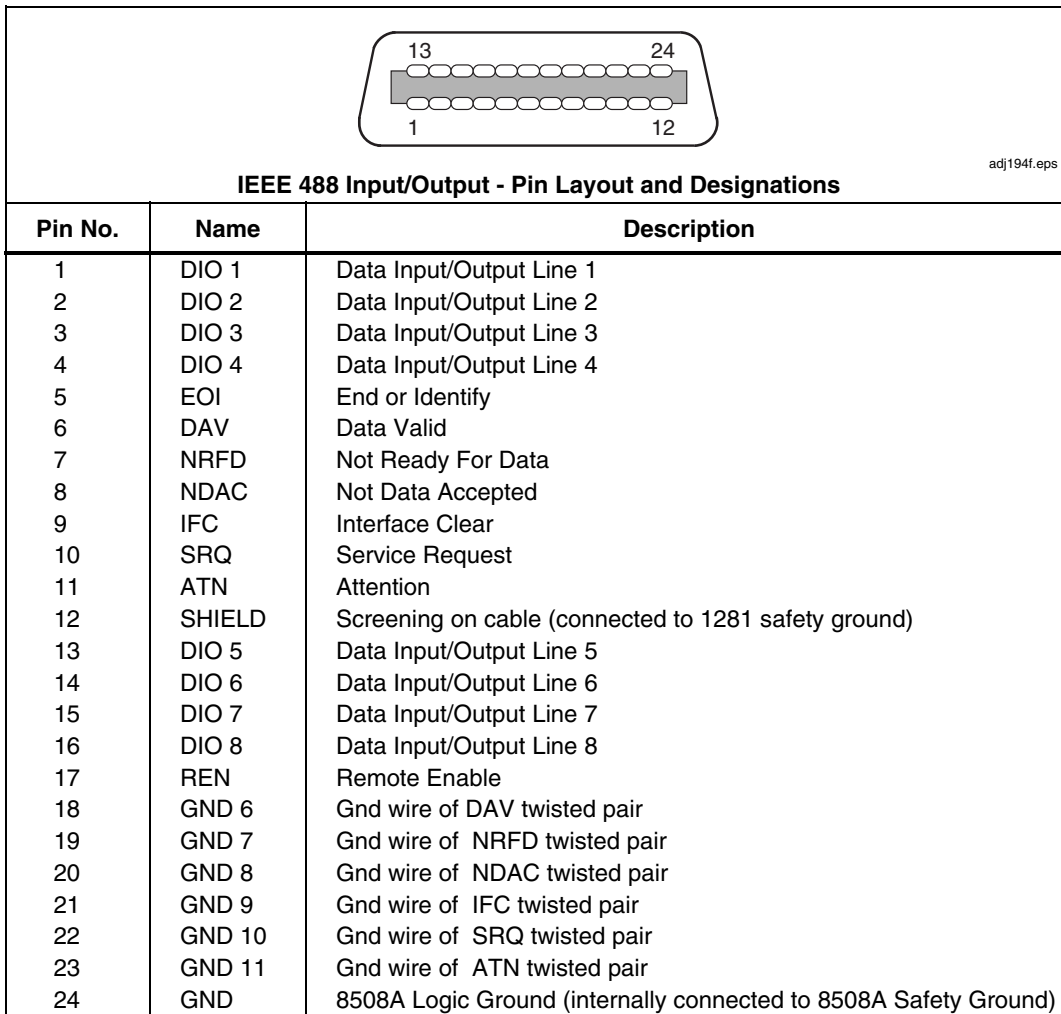 13 24
1 12
adj194f.eps
IEEE 488 Input/Output - Pin Layout and Designations
Pin No. Name Description
1 DIO 1 Data Input/Output Line 1
2 DIO 2 Data Input/Output Line 2
3 DIO 3 Data Input/Output Line 3
4 DIO 4 Data Input/Output Line 4
5 EOI End or Identify
6 DAV Data Valid
7 NRFD Not Ready For Data
8 NDAC Not Data Accepted
9 IFC Interface Clear
10 SRQ Service Request
11 ATN Attention
12 SHIELD Screening on cable (connected to 1281 safety ground)
13 DIO 5 Data Input/Output Line 5
14 DIO 6 Data Input/Output Line 6
15 DIO 7 Data Input/Output Line 7
16 DIO 8 Data Input/Output Line 8
17 REN Remote Enable
18 GND 6 Gnd wire of DAV twisted pair
19 GND 7 Gnd wire of NRFD twisted pair
20 GND 8 Gnd wire of NDAC twisted pair
21 GND 9 Gnd wire of IFC twisted pair
22 GND 10 Gnd wire of SRQ twisted pair
23 GND 11 Gnd wire of ATN twisted pair
24 GND 8508A Logic Ground (internally connected to 8508A Safety Ground)